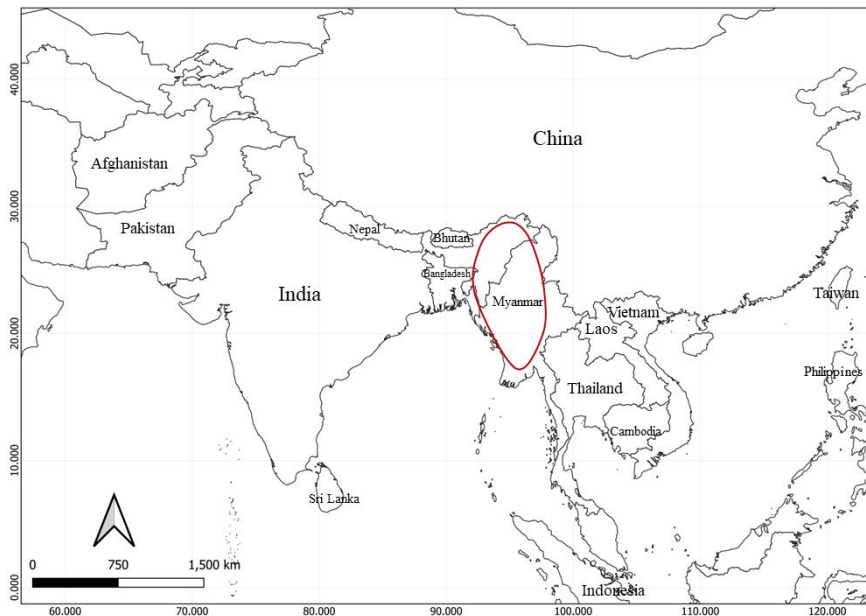 40.000
China
Afghanistan
30.000
Pakistan
Nepal
Bhutan
Bangladesh
India
Myanmar
Taiwan
Vietnam
20.000
Laos
Philippines
Thailand
Cambodia
10.000
Sri Lanka
0 750 1,500 km
Indonesia
0.000
60.000 70.000 80.000 90.000 100.000 110.000 120.000